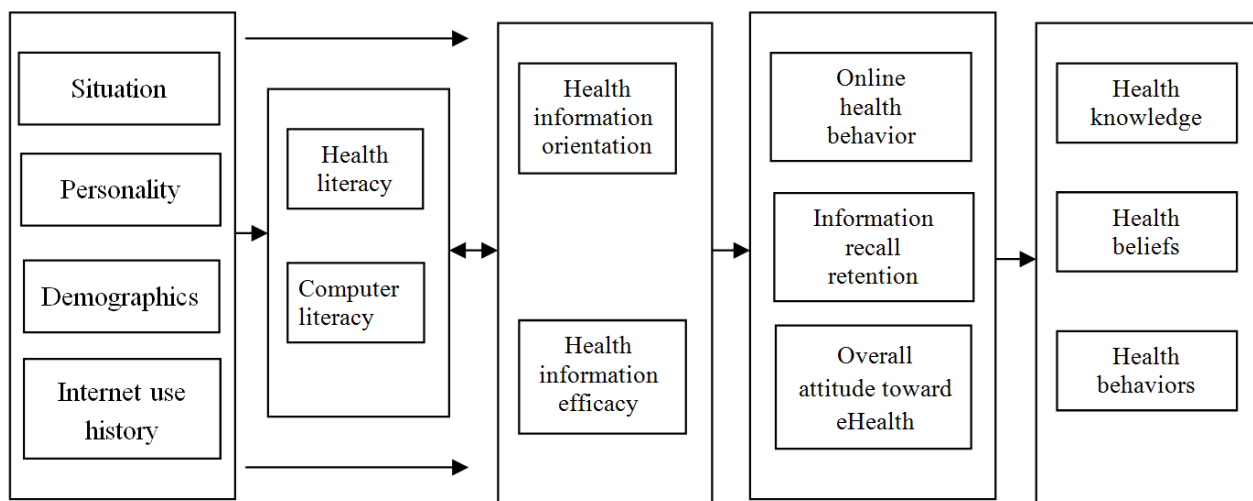 Situation
Personality
Demographics
Internet use
history
Health
literacy
Computer
literacy
Health
information
orientation
Health
information
efficacy
Online
health
behavior
Information
recall
retention
Overall
attitude toward
eHealth
Health
knowledge
Health
beliefs
Health
behaviors